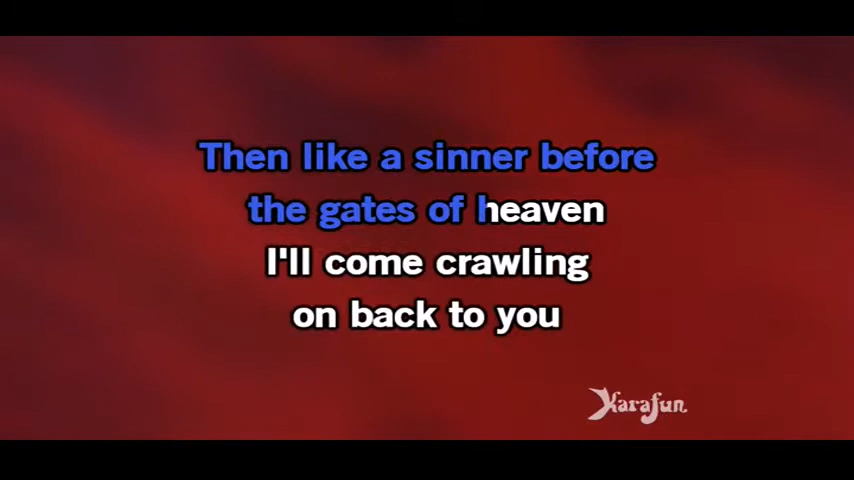 Then like a sinner before
the gates of heaven
I'll come crawling
on back to you
Karafun